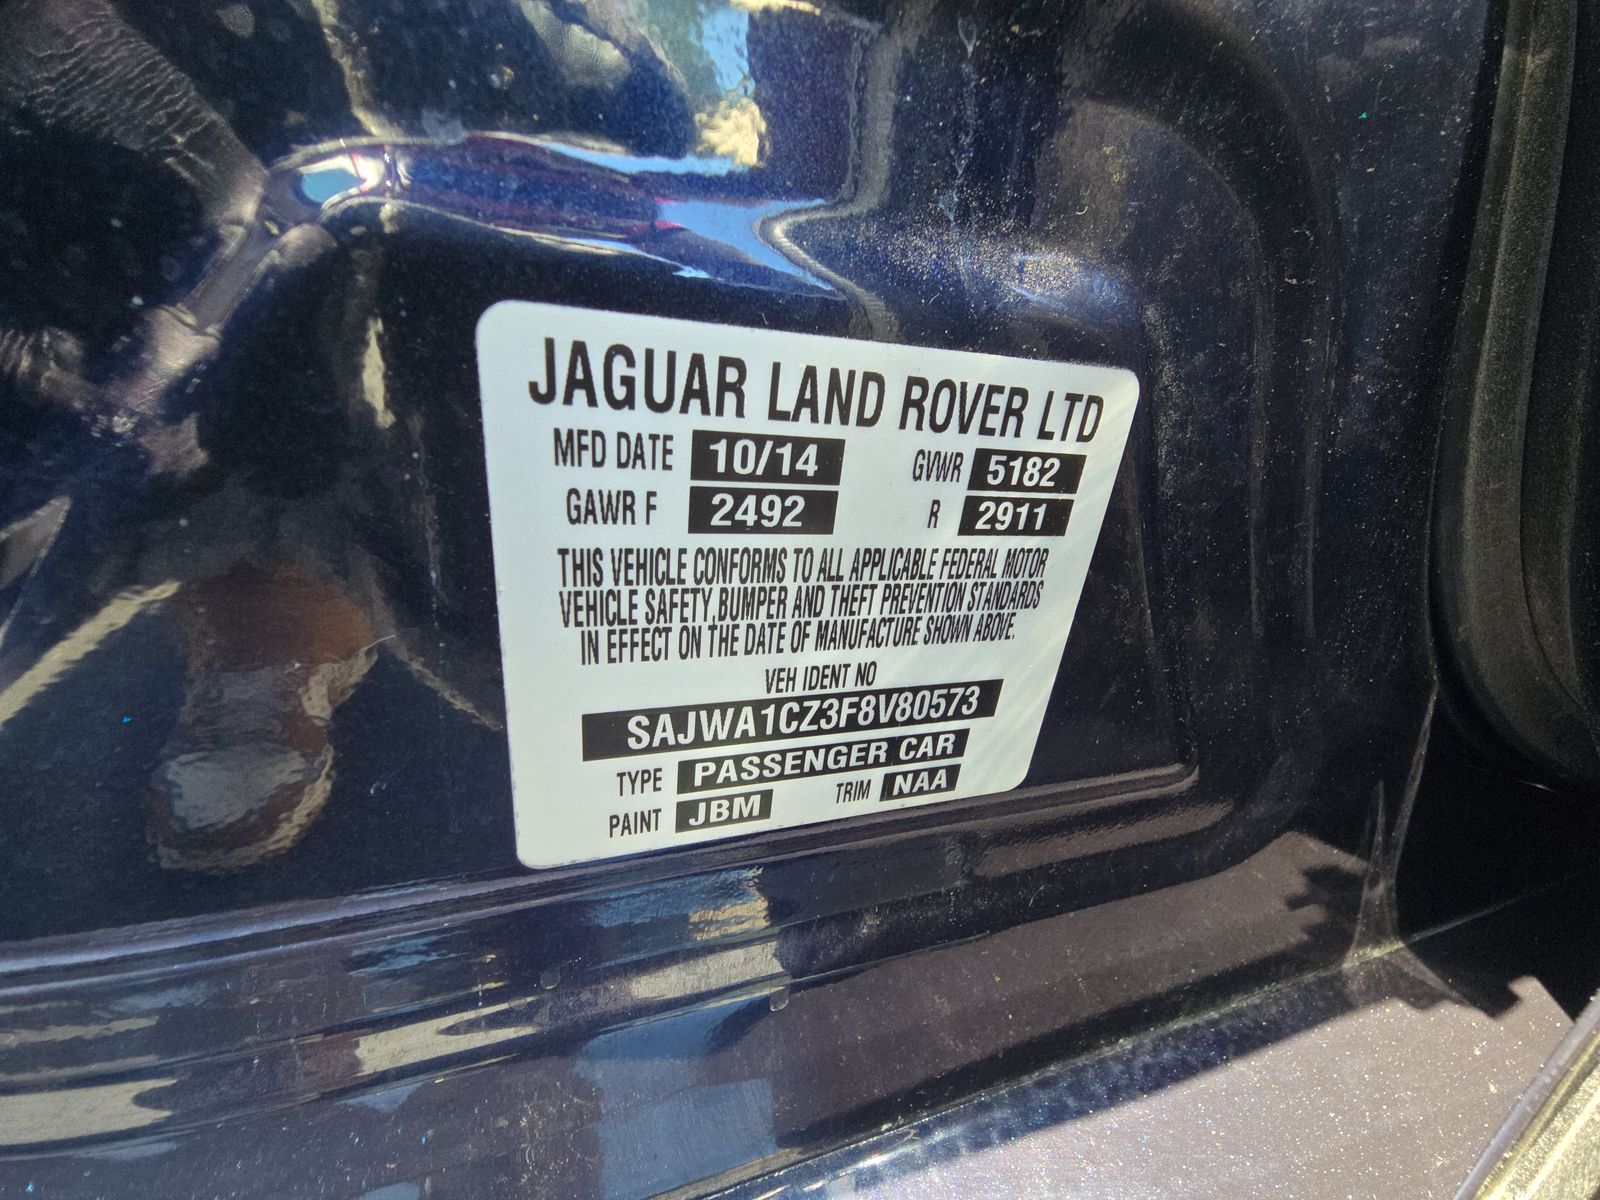 JAGUAR LAND ROVER LTD
MFD DATE 10/14 GVWR 5182
GAWR F 2492 R 2911
THIS VEHICLE CONFORMS TO ALL APPLICABLE FEDERAL MOTOR
VEHICLE SAFETY,BUMPER AND THEFT PREVENTION STANDARDS
IN EFFECT ON THE DATE OF MANUFACTURE SHOWN ABOVE.
VEH IDENT NO
SAJWA1CZ3F8V80573
TYPE PASSENGER CAR
PAINT JBM TRIM NAA